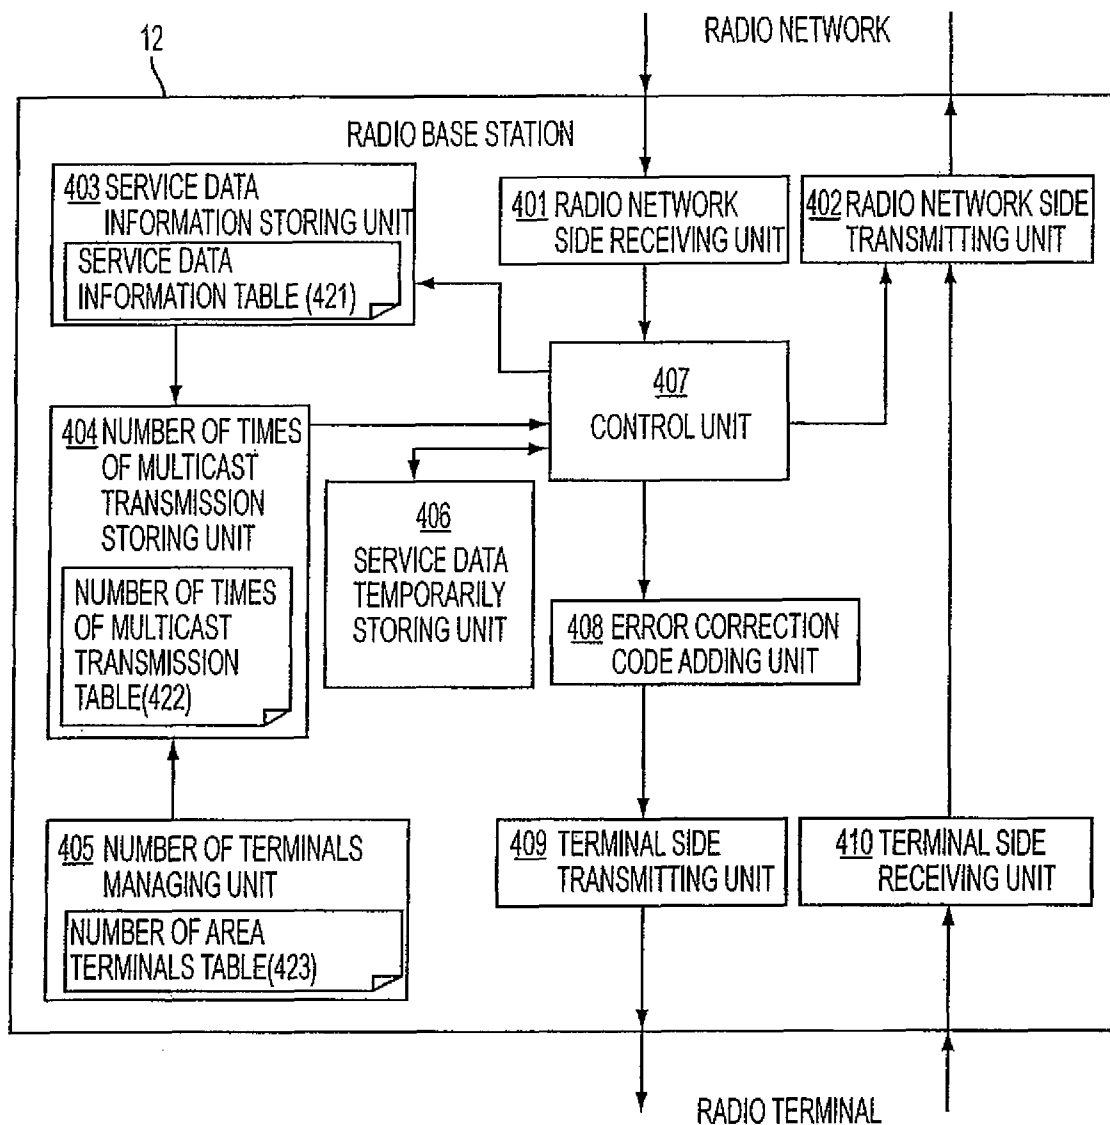 RADIO NETWORK
12
RADIO BASE STATION
403 SERVICE DATA
INFORMATION STORING UNIT
SERVICE DATA
INFORMATION TABLE (421)
401 RADIO NETWORK
SIDE RECEIVING UNIT
402 RADIO NETWORK SIDE
TRANSMITTING UNIT
407
CONTROL UNIT
404 NUMBER OF TIMES
OF MULTICAST
TRANSMISSION
STORING UNIT
NUMBER OF TIMES
OF MULTICAST
TRANSMISSION
TABLE(422)
406
SERVICE DATA
TEMPORARILY
STORING UNIT
408 ERROR CORRECTION
CODE ADDING UNIT
405 NUMBER OF TERMINALS
MANAGING UNIT
NUMBER OF AREA
TERMINALS TABLE(423)
409 TERMINAL SIDE
TRANSMITTING UNIT
410 TERMINAL SIDE
RECEIVING UNIT
RADIO TERMINAL